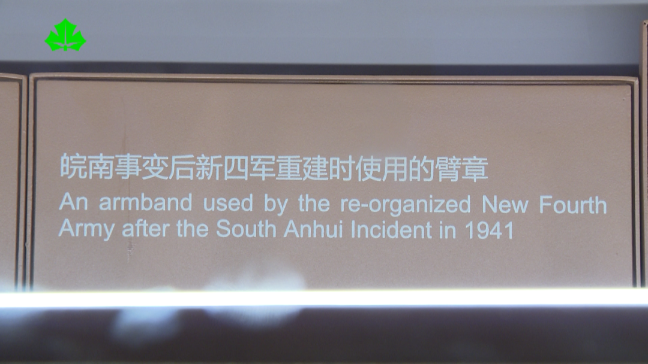 皖南事变后新四军重建时使用的臂章
An armband used by the re-organized New Fourth
Army after the South Anhui Incident in 1941